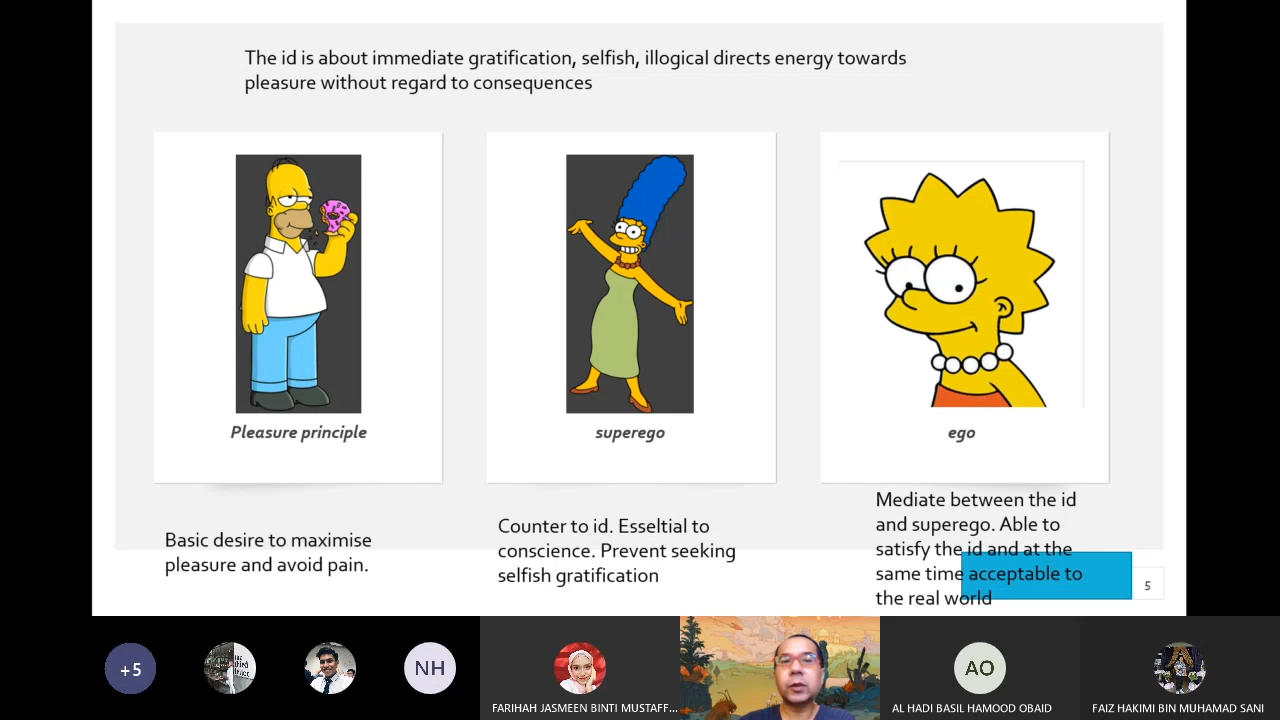 The id is about immediate gratification, selfish, illogical directs energy towards
pleasure without regard to consequences
Pleasure principle
superego
ego
Basic desire to maximise
pleasure and avoid pain.
Counter to id. Esseltial to
conscience. Prevent seeking
selfish gratification
Mediate between the id
and superego. Able to
satisfy the id and at the
same time acceptable to
the real world
5
+5
NH
FARIHAH JASMEEN BINTI MUSTAFF...
AO
AL HADI BASIL HAMOOD OBAID
FAIZ HAKIMI BIN MUHAMAD SANI